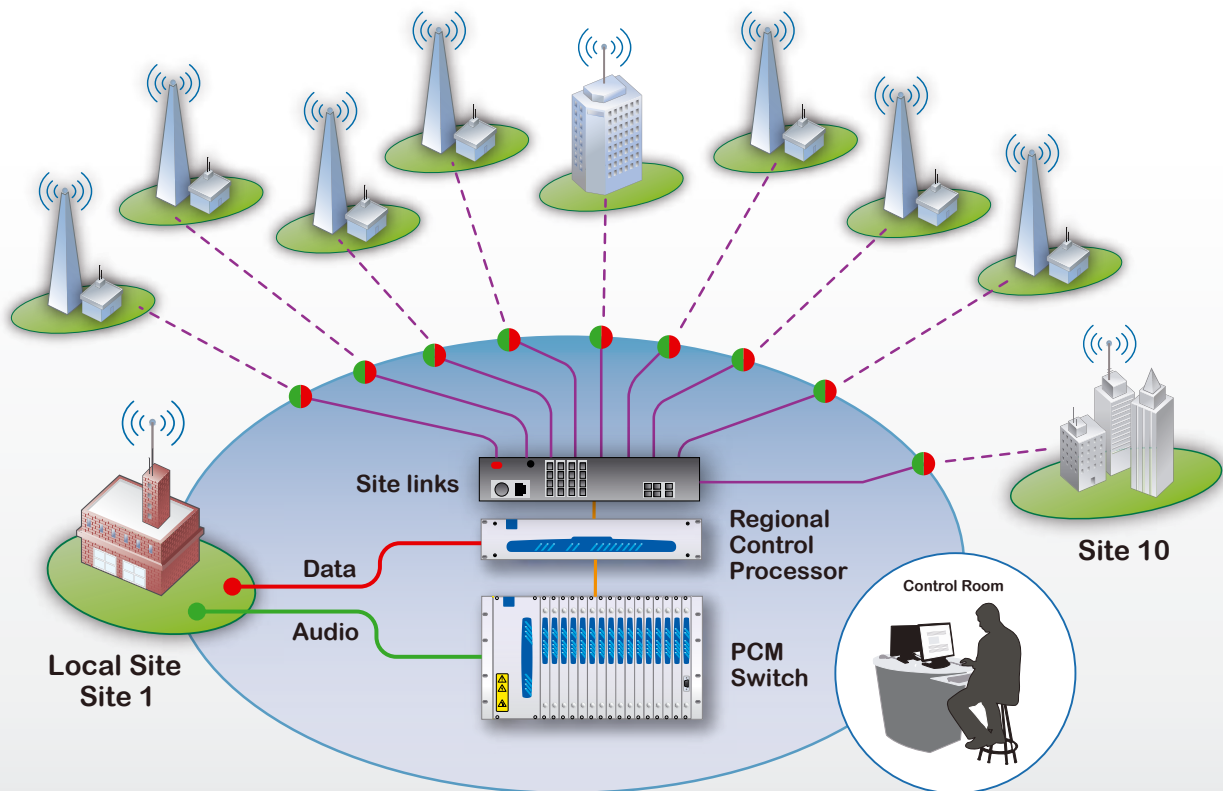 Site links
Regional
Control
Processor
Site 10
Data
Control Room
Audio
Local Site
Site 1
PCM
Switch